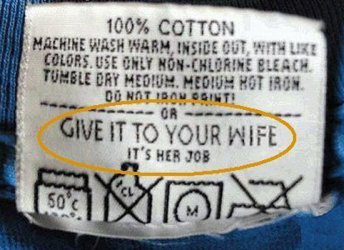 100% COTTON
MACHINE WASH WARM, INSIDE OUT, WITH LIKE
COLORS. USE ONLY NON-CHLORINE BLEACH.
TUMBLE DRY MEDIUM. MEDIUM HOT IRON.
DO NOT IRON PRINT!
OR
GIVE IT TO YOUR WIFE
IT'S HER JOB
50°c CL M